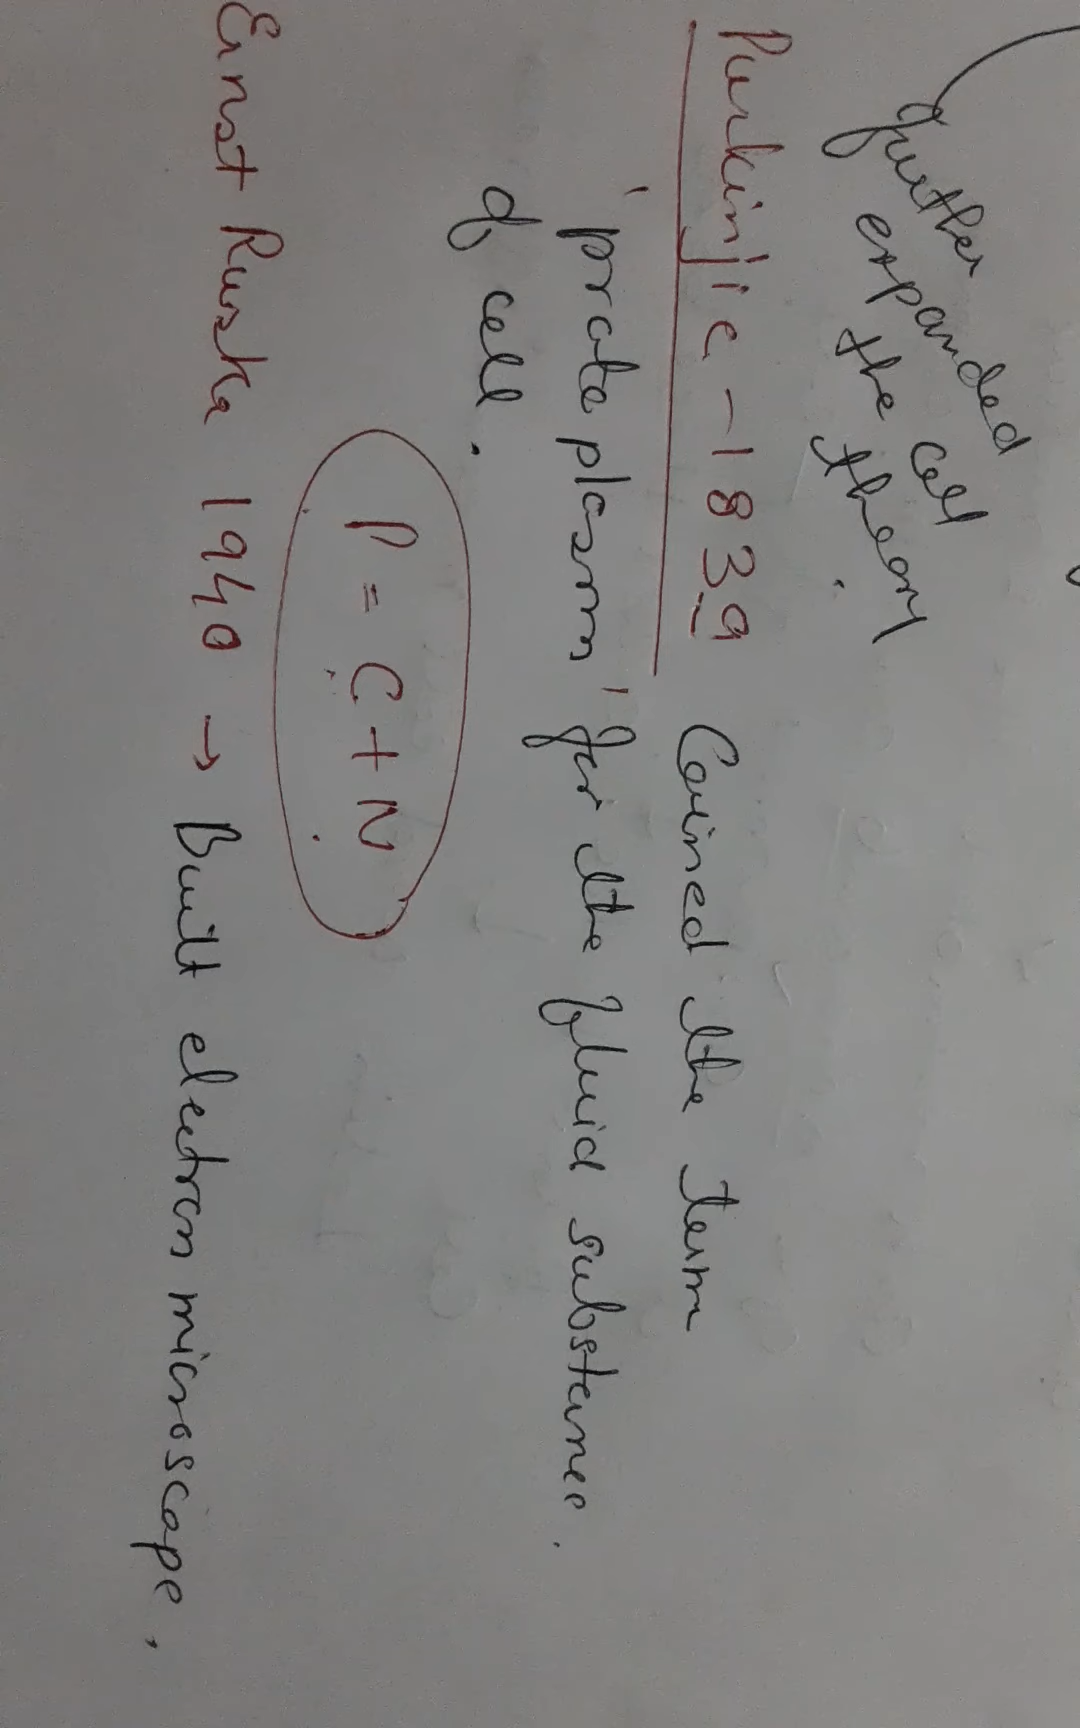 further
expanded
the cell
theory
Purkinjie - 1839 Coined the term
'protoplasm' for the fluid substance.
of cell.
P = C + N
Ernst Ruska 1940 → Built electron microscope.